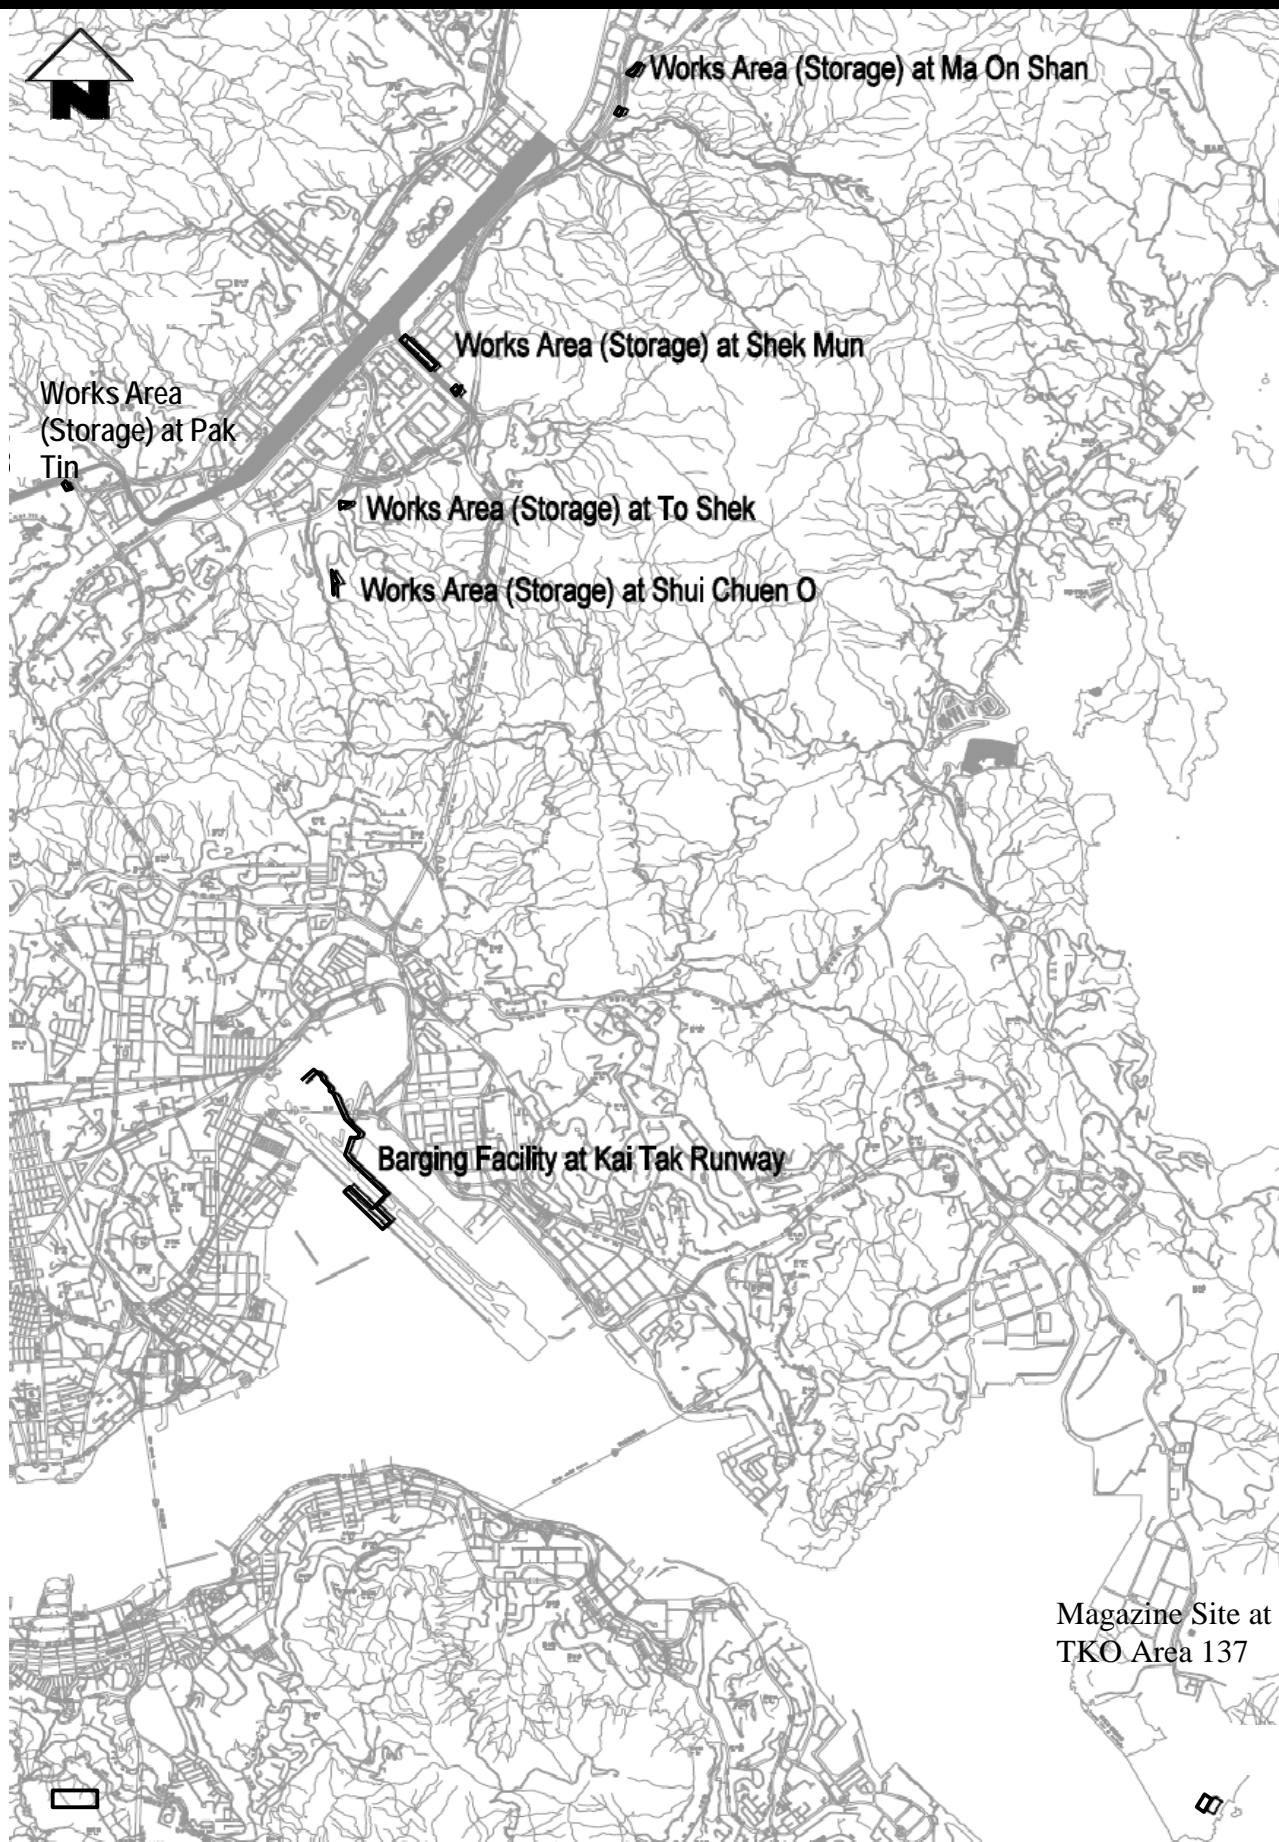 N
Works Area (Storage) at Ma On Shan
Works Area (Storage) at Shek Mun
Works Area
(Storage) at Pak
Tin
Works Area (Storage) at To Shek
Works Area (Storage) at Shui Chuen O
Barging Facility at Kai Tak Runway
Magazine Site at
TKO Area 137